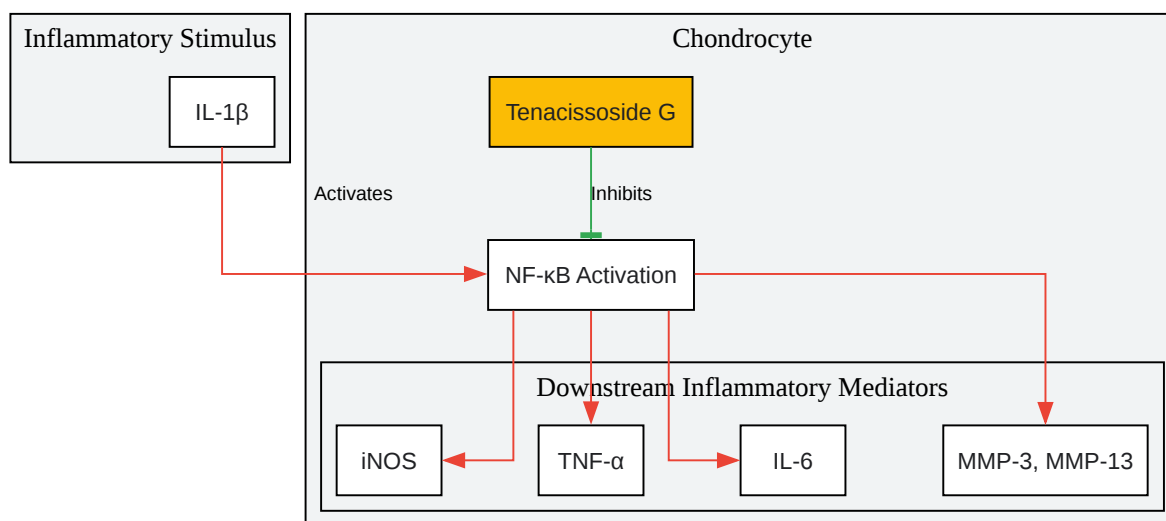 Inflammatory Stimulus
Chondrocyte
IL-1β
Tenacissoside G
Activates
Inhibits
NF-κB Activation
Downstream Inflammatory Mediators
iNOS
TNF-α
IL-6
MMP-3, MMP-13